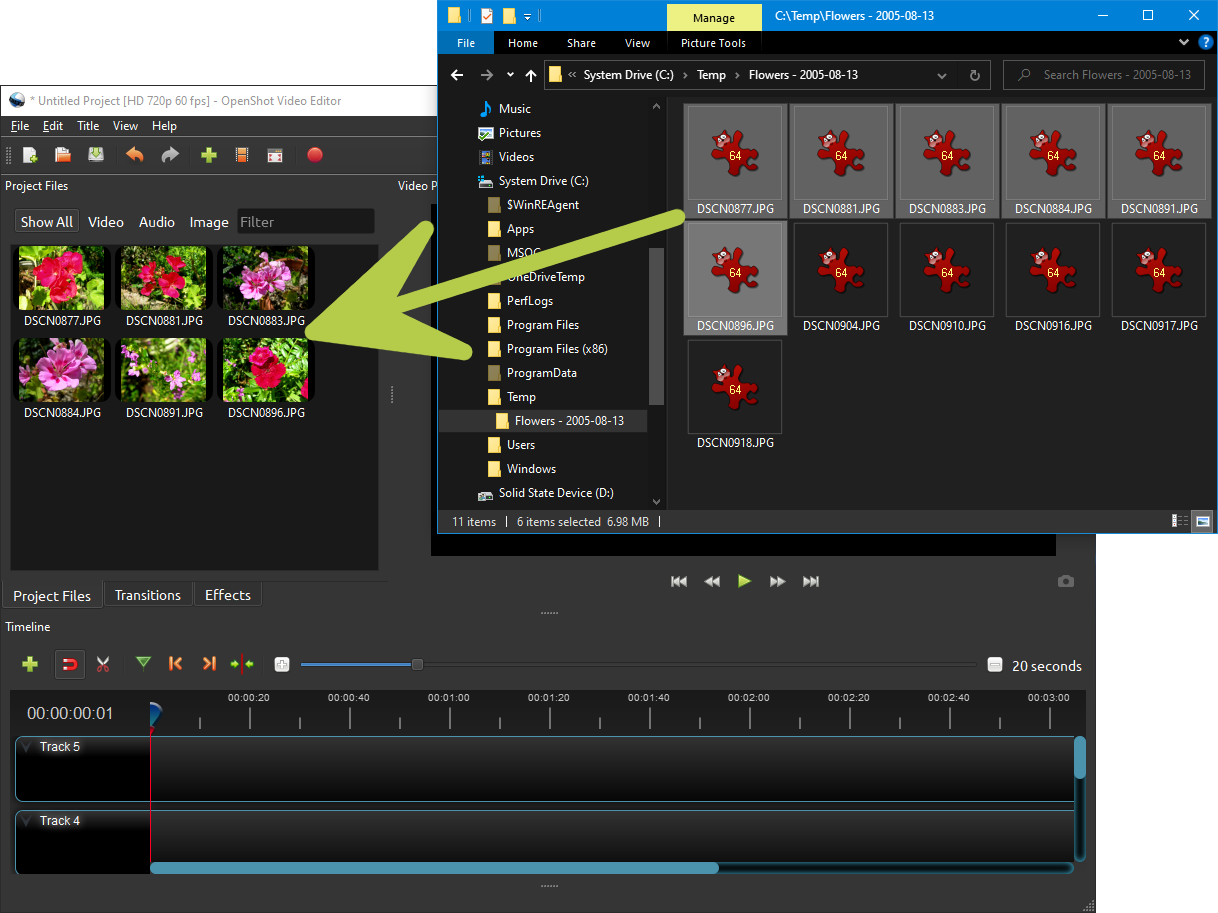 Manage
C:\Temp\Flowers - 2005-08-13
File
Home
Share
View
Picture Tools
?
« System Drive (C:) › Temp › Flowers - 2005-08-13
Search Flowers - 2005-08-13
Music
Pictures
Videos
System Drive (C:)
$WinREAgent
Apps
MSOC
OneDriveTemp
PerfLogs
Program Files
Program Files (x86)
ProgramData
Temp
Flowers - 2005-08-13
Users
Windows
Solid State Device (D:)
64 64 64 64 64
DSCN0877.JPG DSCN0881.JPG DSCN0883.JPG DSCN0884.JPG DSCN0891.JPG
64 64 64 64 64
DSCN0896.JPG DSCN0904.JPG DSCN0910.JPG DSCN0916.JPG DSCN0917.JPG
64
DSCN0918.JPG
11 items | 6 items selected 6.98 MB |
* Untitled Project [HD 720p 60 fps] - OpenShot Video Editor
File Edit Title View Help
Project Files
Video P
Show All Video Audio Image Filter
DSCN0877.JPG DSCN0881.JPG DSCN0883.JPG
DSCN0884.JPG DSCN0891.JPG DSCN0896.JPG
Project Files Transitions Effects
Timeline
20 seconds
00:00:00:01
00:00:20 00:00:40 00:01:00 00:01:20 00:01:40 00:02:00 00:02:20 00:02:40 00:03:00
Track 5
Track 4